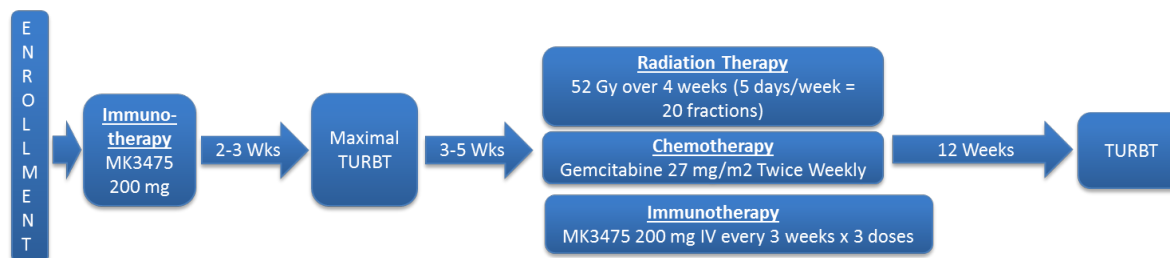 E
N
R
O
L
L
M
E
N
T
Immuno-
therapy
MK3475
200 mg
2-3 Wks
Maximal
TURBT
3-5 Wks
Radiation Therapy
52 Gy over 4 weeks (5 days/week =
20 fractions)
Chemotherapy
Gemcitabine 27 mg/m2 Twice Weekly
Immunotherapy
MK3475 200 mg IV every 3 weeks x 3 doses
12 Weeks
TURBT